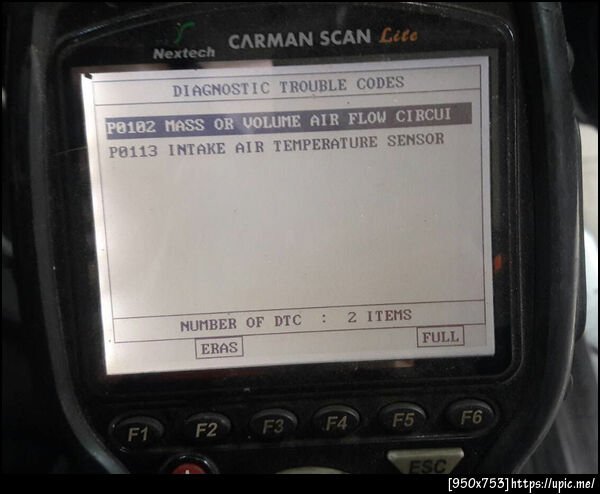 Nextech CARMAN SCAN Lite
DIAGNOSTIC TROUBLE CODES
P0102 MASS OR VOLUME AIR FLOW CIRCUI
P0113 INTAKE AIR TEMPERATURE SENSOR
NUMBER OF DTC : 2 ITEMS
ERAS FULL
F1 F2 F3 F4 F5 F6
ESC
[950x753]https://upic.me/